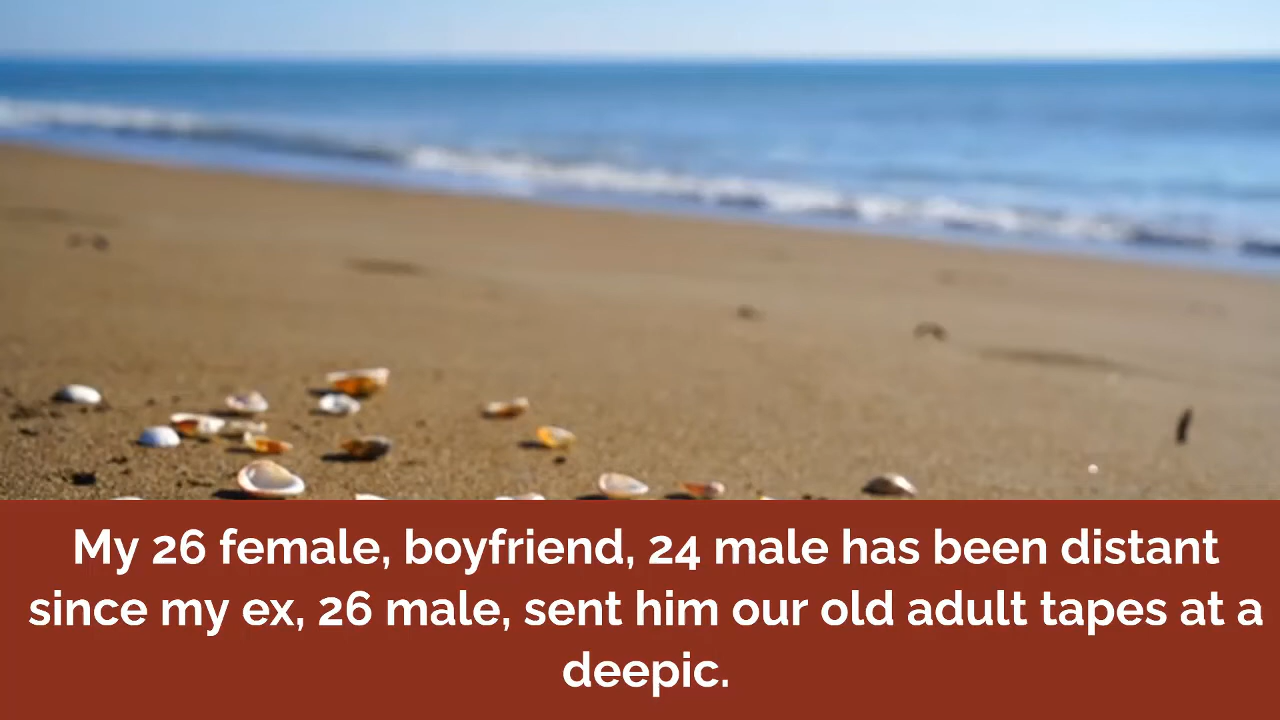 My 26 female, boyfriend, 24 male has been distant
since my ex, 26 male, sent him our old adult tapes at a
deepic.